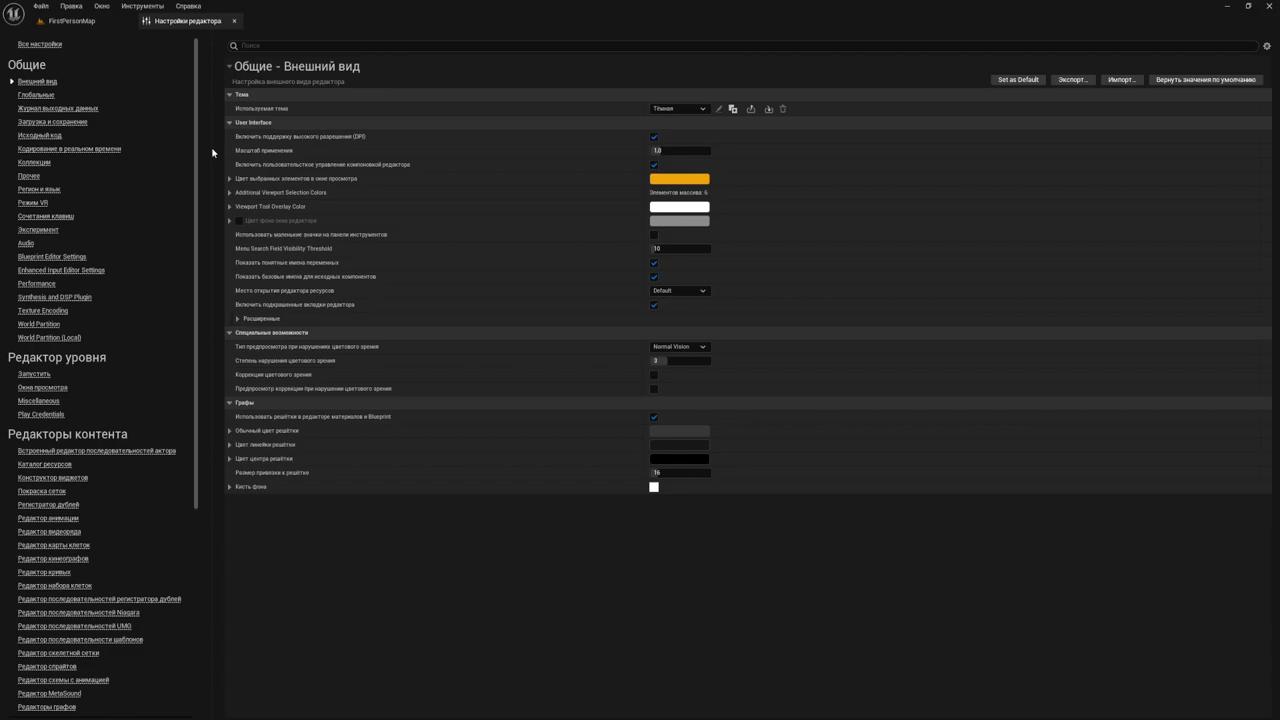 Файл
Правка
Окно
Инструменты
Справка
FirstPersonMap
Настройки редактора
Все настройки
Общие
Внешний вид
Глобальные
Журнал выходных данных
Загрузка и сохранение
Исходный код
Кодирование в реальном времени
Коллекции
Прочее
Регион и язык
Режим VR
Сочетания клавиш
Эксперимент
Audio
Blueprint Editor Settings
Enhanced Input Editor Settings
Performance
Synthesis and DSP Plugin
Texture Encoding
World Partition
World Partition (Local)
Редактор уровня
Запустить
Окна просмотра
Miscellaneous
Play Credentials
Редакторы контента
Встроенный редактор последовательностей актора
Каталог ресурсов
Конструктор виджетов
Покраска сеток
Регистратор дублей
Редактор анимации
Редактор видеоряда
Редактор карты клеток
Редактор кинеографов
Редактор кривых
Редактор набора клеток
Редактор последовательностей регистратора дублей
Редактор последовательностей Niagara
Редактор последовательностей UMG
Редактор последовательности шаблонов
Редактор скелетной сетки
Редактор спрайтов
Редактор схемы с анимацией
Редактор MetaSound
Редакторы графов
Поиск
Общие - Внешний вид
Настройка внешнего вида редактора
Set as Default
Экспорт...
Импорт...
Вернуть значения по умолчанию
Тема
Используемая тема
Тёмная
User Interface
Включить поддержку высокого разрешения (DPI)
Масштаб применения
1,0
Включить пользовательсткое управление компоновкой редактора
Цвет выбранных элементов в окне просмотра
Additional Viewport Selection Colors
Элементов массива: 6
Viewport Tool Overlay Color
Цвет фона окна редактора
Использовать маленькие значки на панели инструментов
Menu Search Field Visibility Threshold
10
Показать понятные имена переменных
Показать базовые имена для исходных компонентов
Место открытия редактора ресурсов
Default
Включить подкрашенные вкладки редактора
Расширенные
Специальные возможности
Тип предпросмотра при нарушениях цветового зрения
Normal Vision
Степень нарушения цветового зрения
3
Коррекция цветового зрения
Предпросмотр коррекции при нарушении цветового зрения
Графы
Использовать решётки в редакторе материалов и Blueprint
Обычный цвет решётки
Цвет линейки решётки
Цвет центра решётки
Размер привязки к решётке
16
Кисть фона